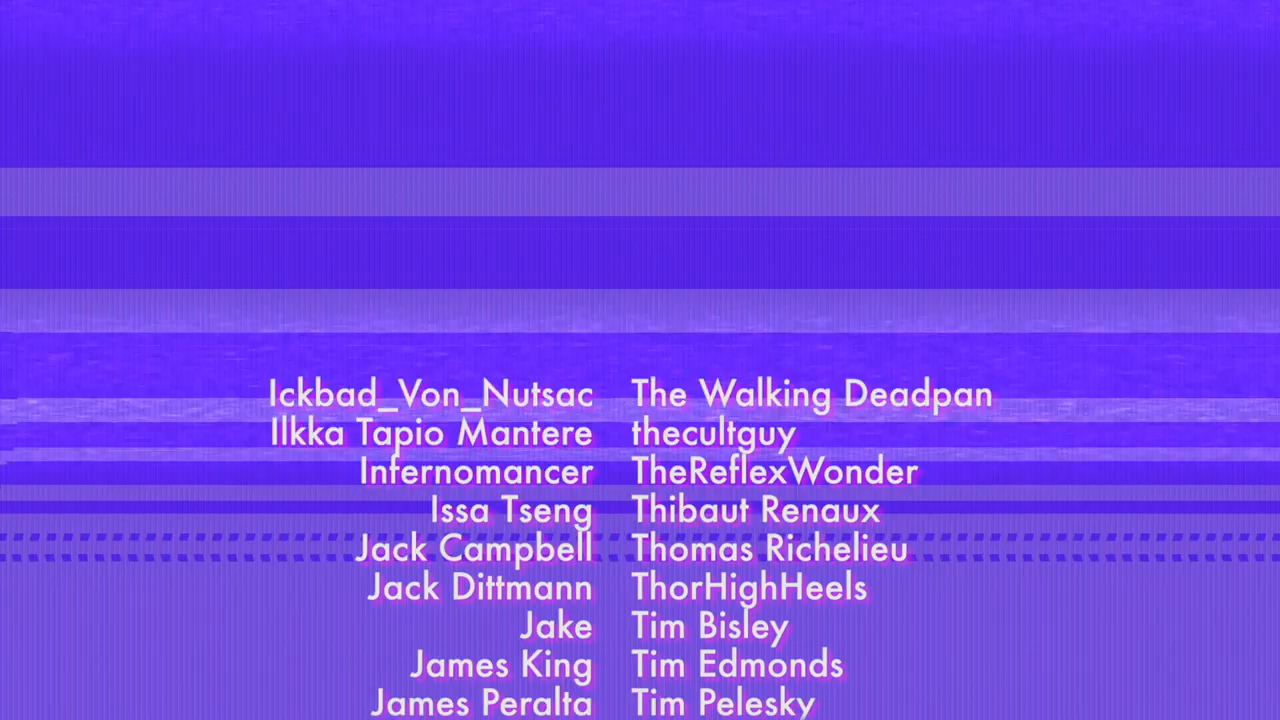 Ickbad_Von_Nutsac The Walking Deadpan
Ilkka Tapio Mantere thecultguy
Infernomancer TheReflexWonder
Issa Tseng Thibaut Renaux
Jack Campbell Thomas Richelieu
Jack Dittmann ThorHighHeels
Jake Tim Bisley
James King Tim Edmonds
James Peralta Tim Pelesky